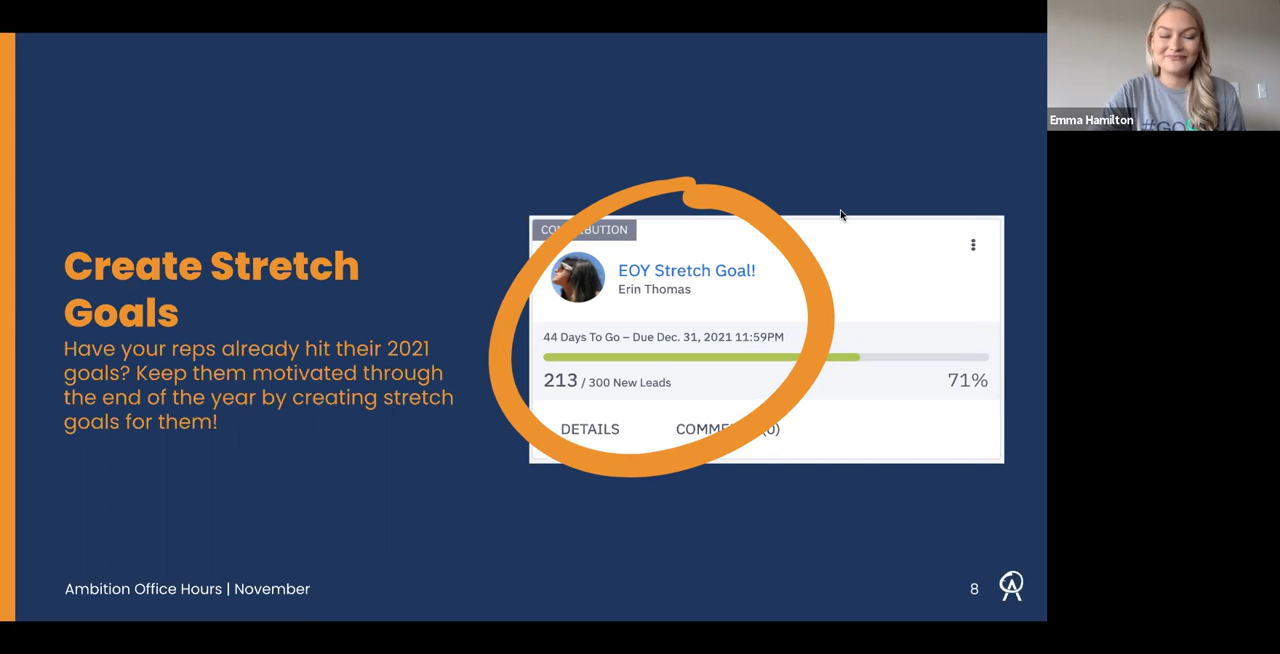 Create Stretch
Goals
Have your reps already hit their 2021
goals? Keep them motivated through
the end of the year by creating stretch
goals for them!
EOY Stretch Goal!
Erin Thomas
44 Days To Go – Due Dec. 31, 2021 11:59PM
213 / 300 New Leads
71%
DETAILS
Ambition Office Hours | November
8
Emma Hamilton